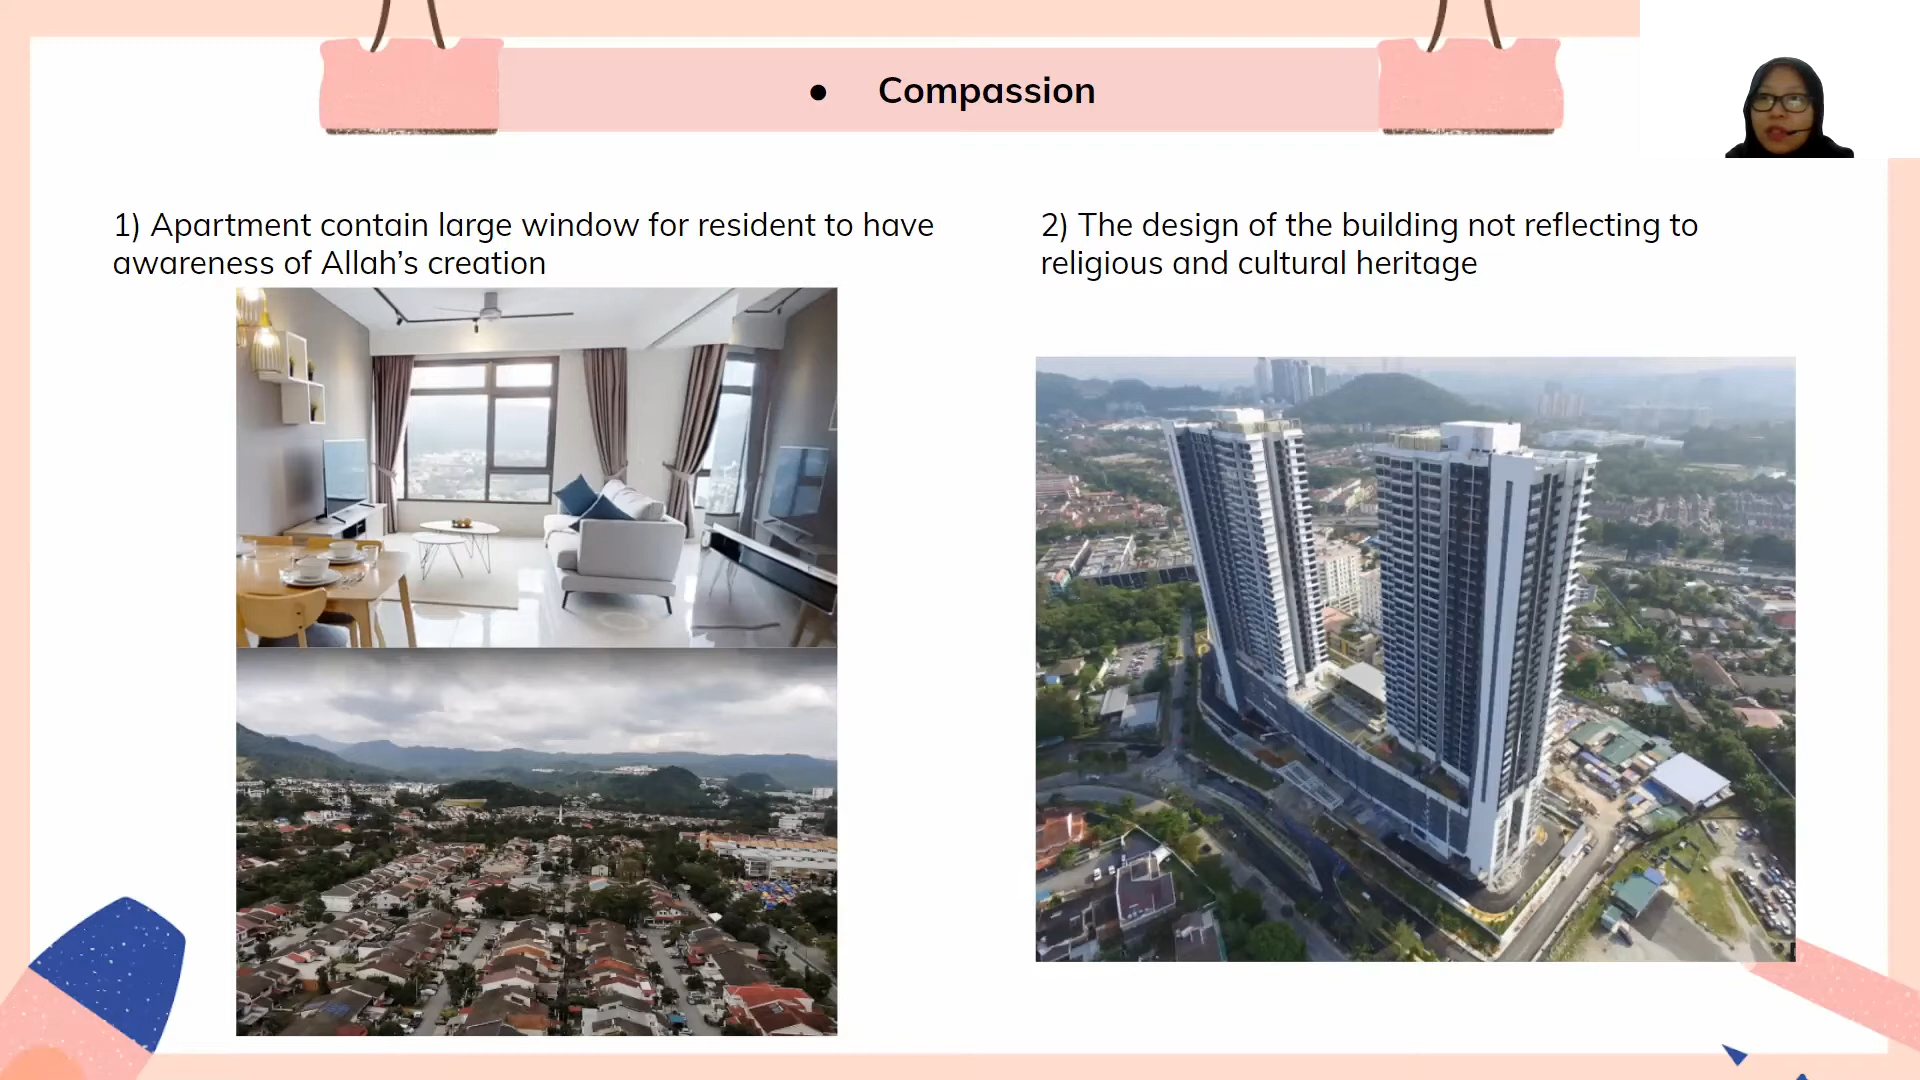 ● Compassion
1) Apartment contain large window for resident to have
awareness of Allah’s creation
2) The design of the building not reflecting to
religious and cultural heritage